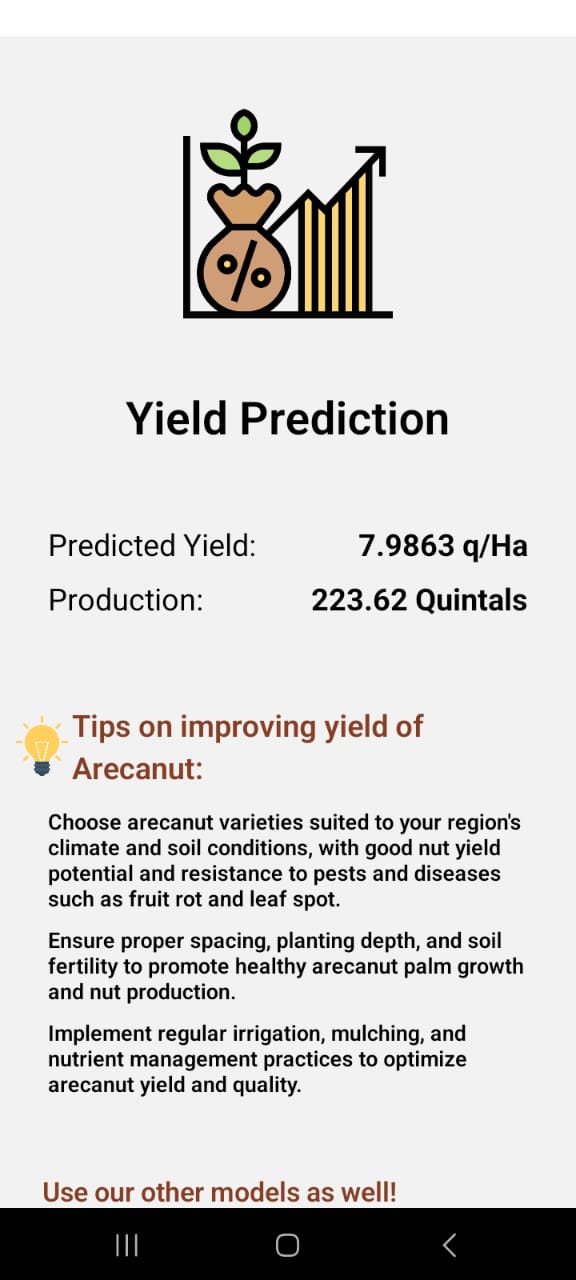 %
Yield Prediction
Predicted Yield: 7.9863 q/Ha
Production: 223.62 Quintals
Tips on improving yield of
Arecanut:
Choose arecanut varieties suited to your region's
climate and soil conditions, with good nut yield
potential and resistance to pests and diseases
such as fruit rot and leaf spot.
Ensure proper spacing, planting depth, and soil
fertility to promote healthy arecanut palm growth
and nut production.
Implement regular irrigation, mulching, and
nutrient management practices to optimize
arecanut yield and quality.
Use our other models as well!